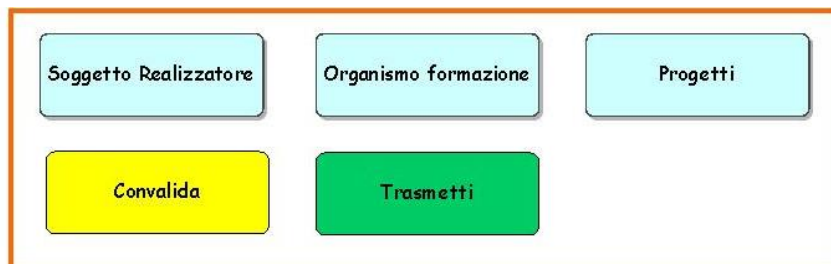 Soggetto Realizzatore
Organismo formazione
Progetti
Convalida
Trasmetti